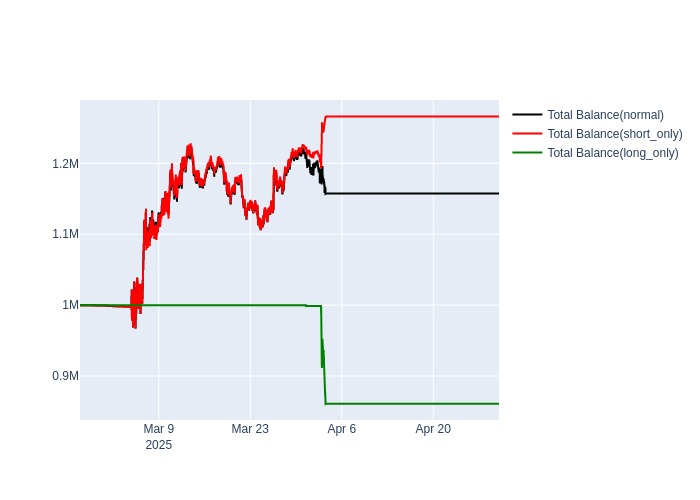 Total Balance(normal)
Total Balance(short_only)
Total Balance(long_only)
1.2M
1.1M
1M
0.9M
Mar 9
2025
Mar 23
Apr 6
Apr 20